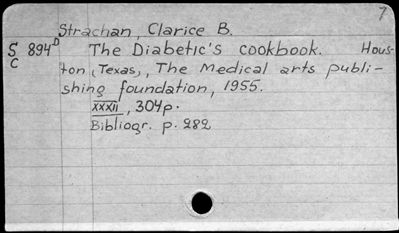 7
Strachan, Clarice B.
S 894D The Diabetic's cookbook. Hous-
C ton, Texas, The Medical arts publi-
shing foundation, 1955.
XXXII, 304p.
Bibliogr. p. 282